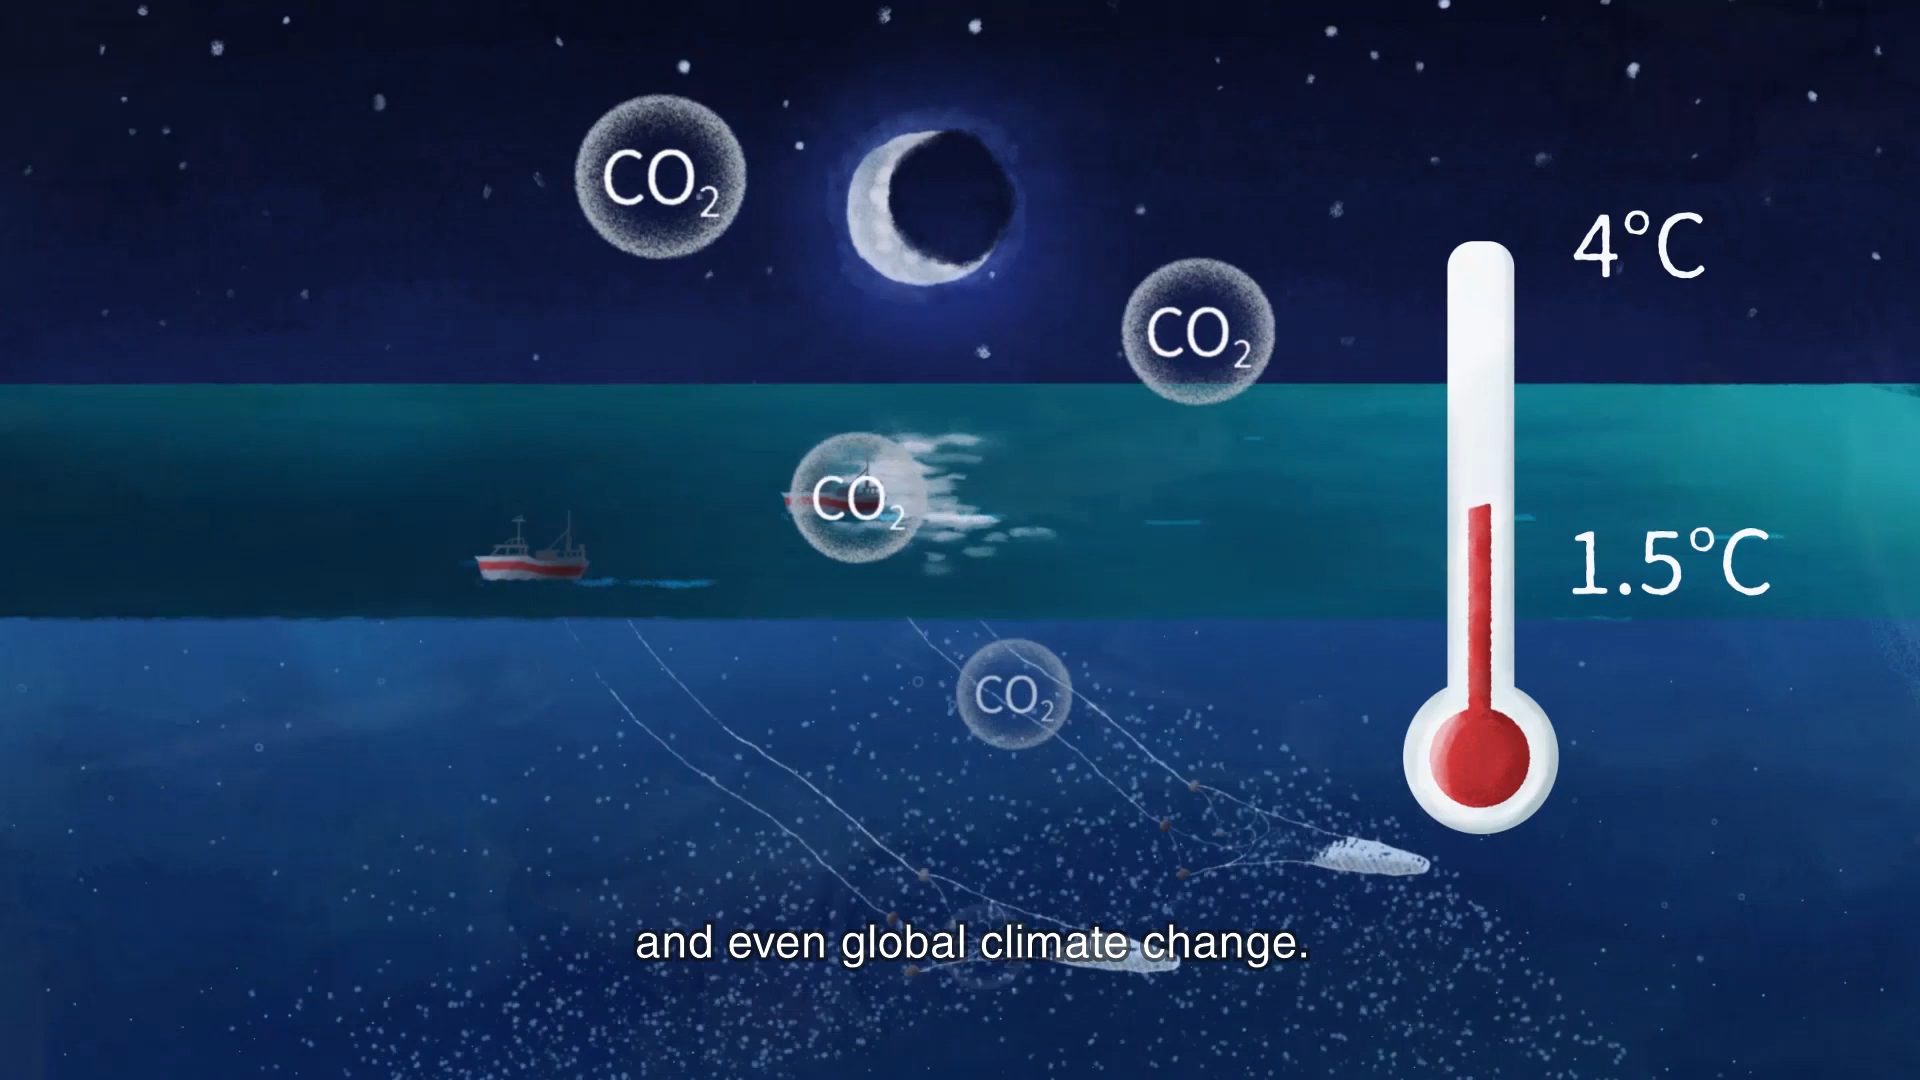 CO₂
4°C
CO₂
CO₂
1.5°C
CO₂
and even global climate change.